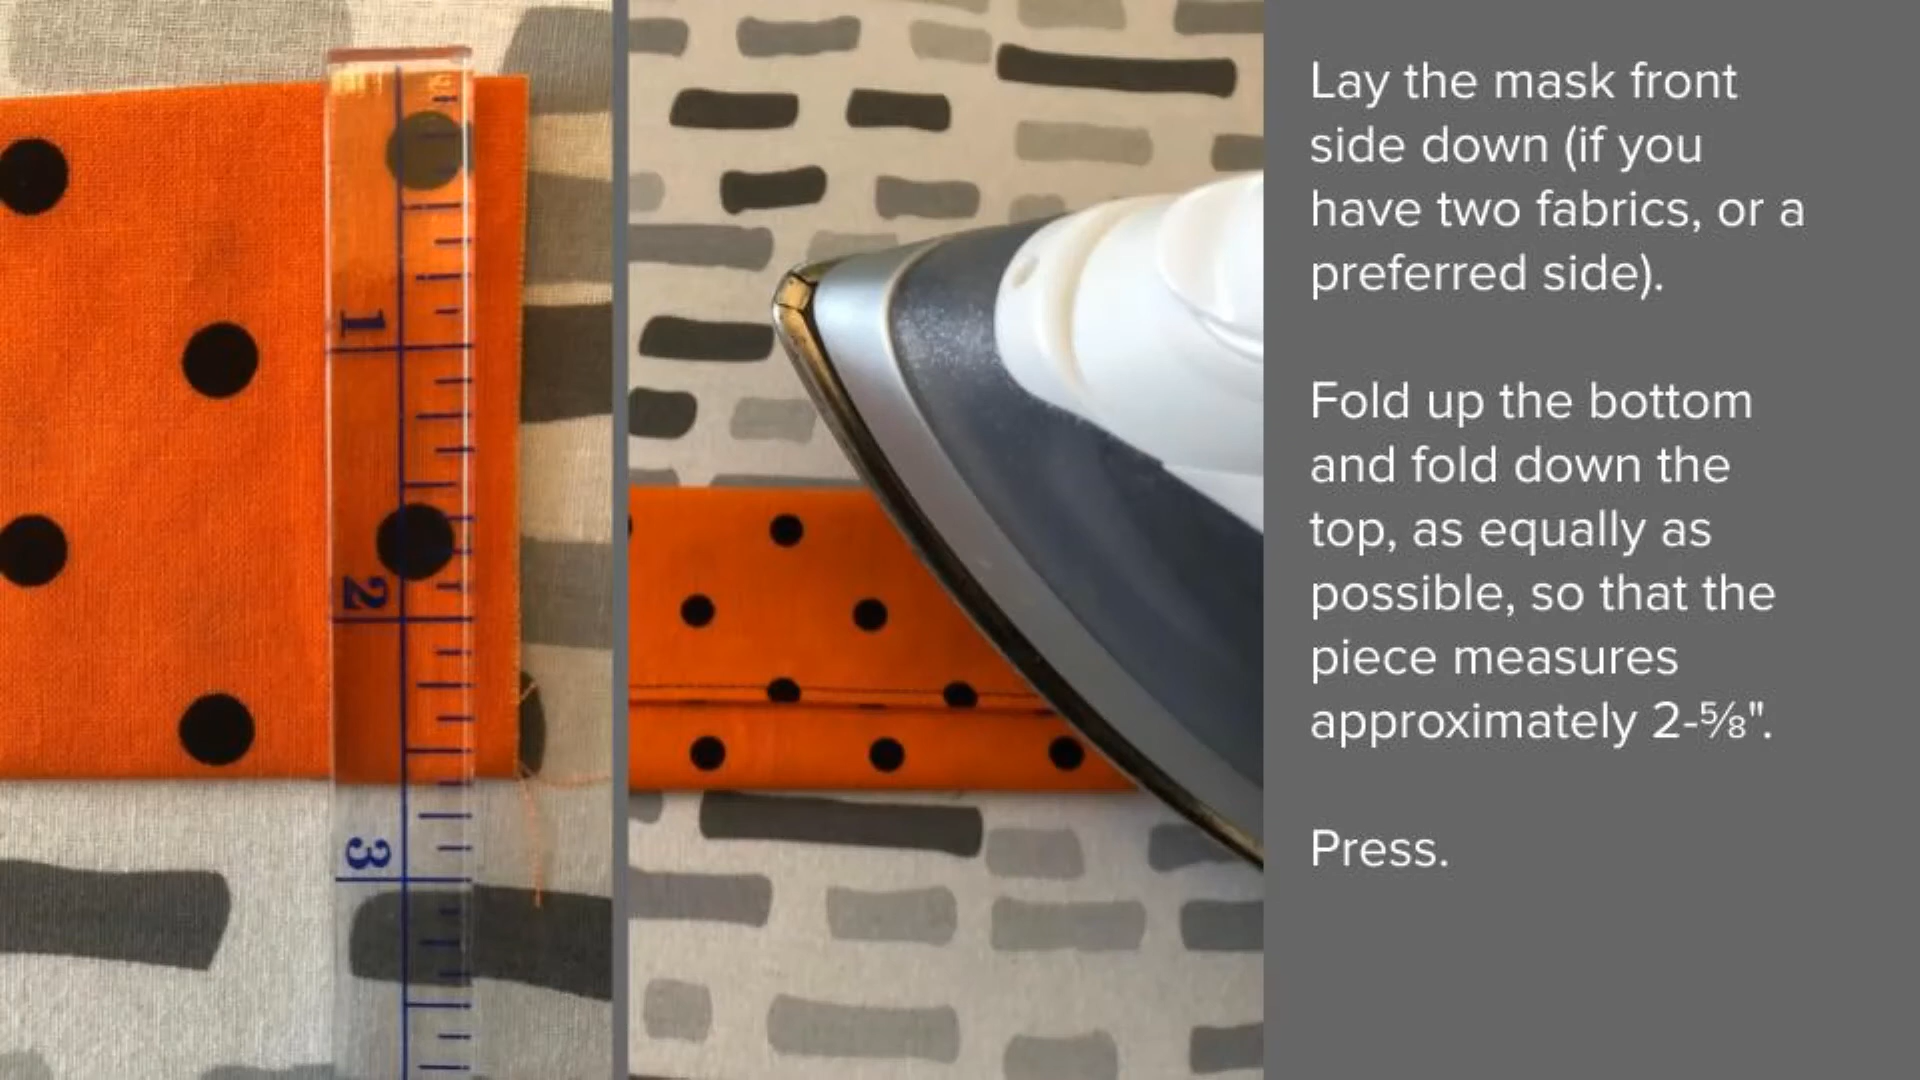 1
2
3
Lay the mask front
side down (if you
have two fabrics, or a
preferred side).
Fold up the bottom
and fold down the
top, as equally as
possible, so that the
piece measures
approximately 2-⅝".
Press.